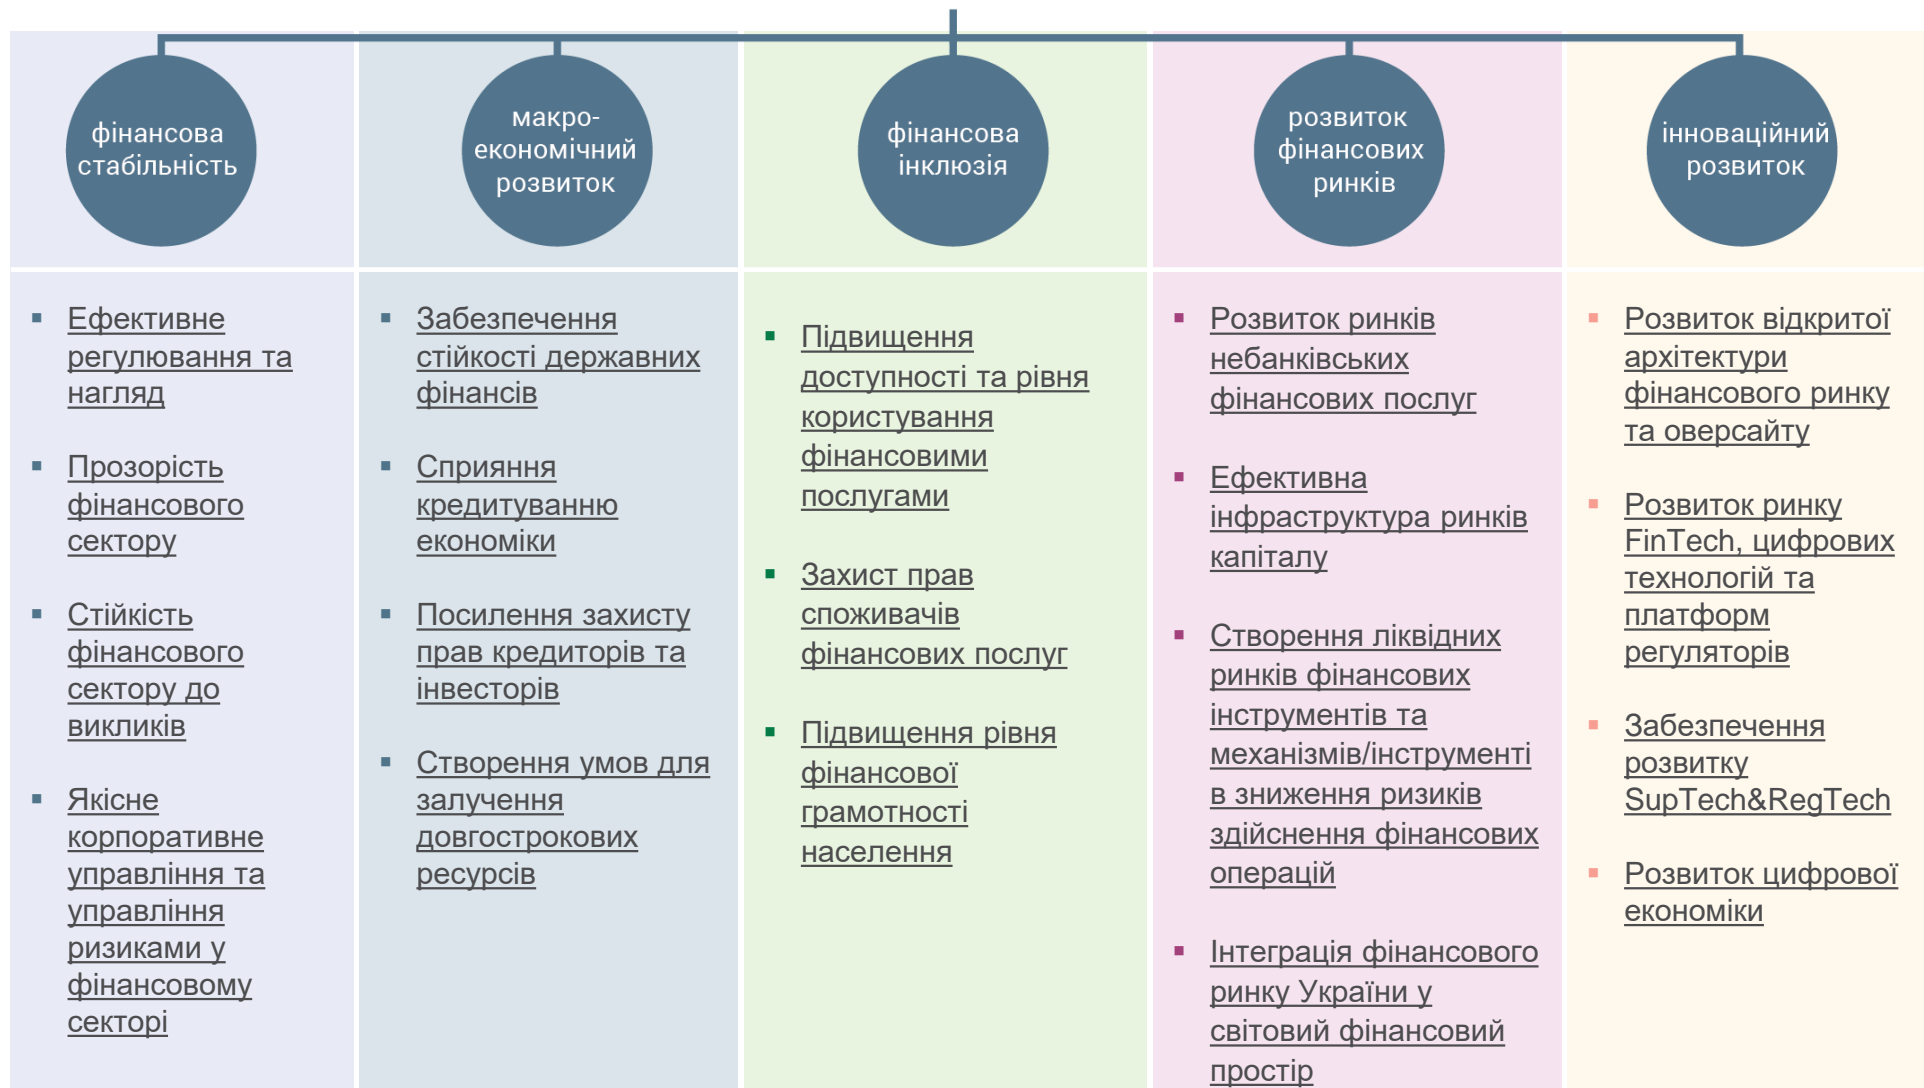 фінансова
стабільність
макро-
економічний
розвиток
фінансова
інклюзія
розвиток
фінансових
ринків
інноваційний
розвиток
Ефективне
регулювання та
нагляд
Прозорість
фінансового
сектору
Стійкість
фінансового
сектору до
викликів
Якісне
корпоративне
управління та
управління
ризиками у
фінансовому
секторі
Забезпечення
стійкості державних
фінансів
Сприяння
кредитуванню
економіки
Посилення захисту
прав кредиторів та
інвесторів
Створення умов для
залучення
довгострокових
ресурсів
Підвищення
доступності та рівня
користування
фінансовими
послугами
Захист прав
споживачів
фінансових послуг
Підвищення рівня
фінансової
грамотності
населення
Розвиток ринків
небанківських
фінансових послуг
Ефективна
інфраструктура ринків
капіталу
Створення ліквідних
ринків фінансових
інструментів та
механізмів/інструменті
в зниження ризиків
здійснення фінансових
операцій
Інтеграція фінансового
ринку України у
світовий фінансовий
простір
Розвиток відкритої
архітектури
фінансового ринку
та оверсайту
Розвиток ринку
FinTech, цифрових
технологій та
платформ
регуляторів
Забезпечення
розвитку
SupTech&RegTech
Розвиток цифрової
економіки